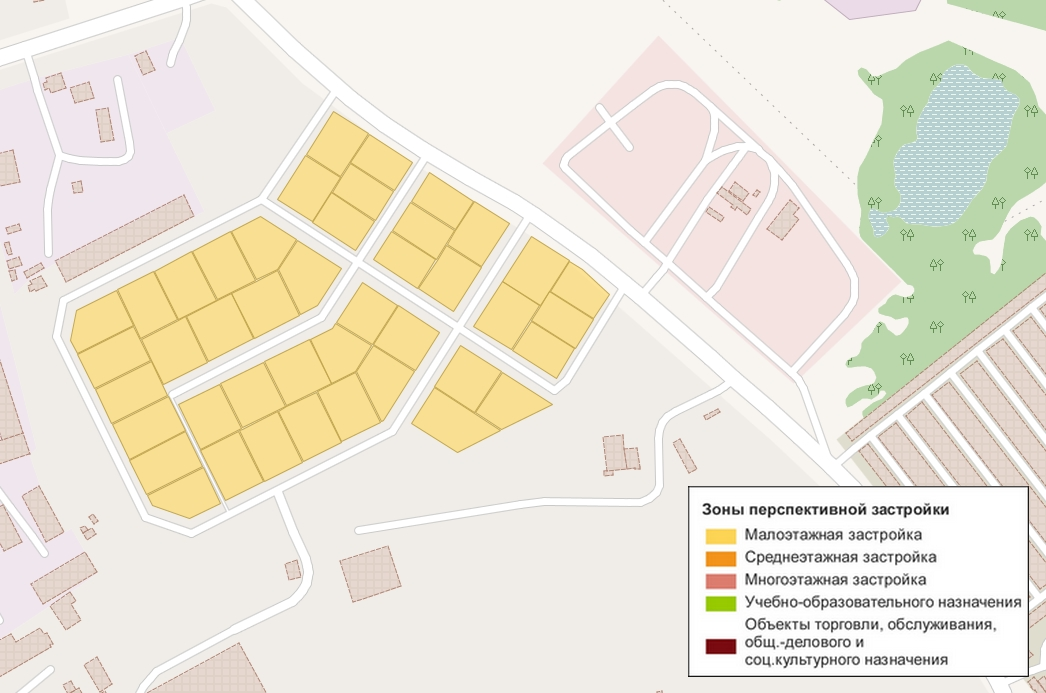 Зоны перспективной застройки
Малоэтажная застройка
Среднеэтажная застройка
Многоэтажная застройка
Учебно-образовательного назначения
Объекты торговли, обслуживания,
общ.-делового и
соц.культурного назначения